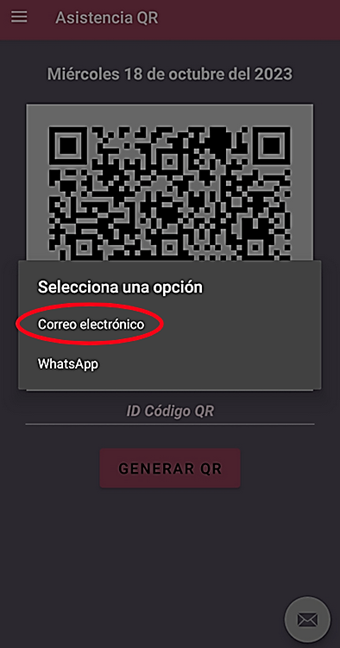 Asistencia QR
Miércoles 18 de octubre del 2023
Selecciona una opción
Correo electrónico
WhatsApp
ID Código QR
GENERAR QR